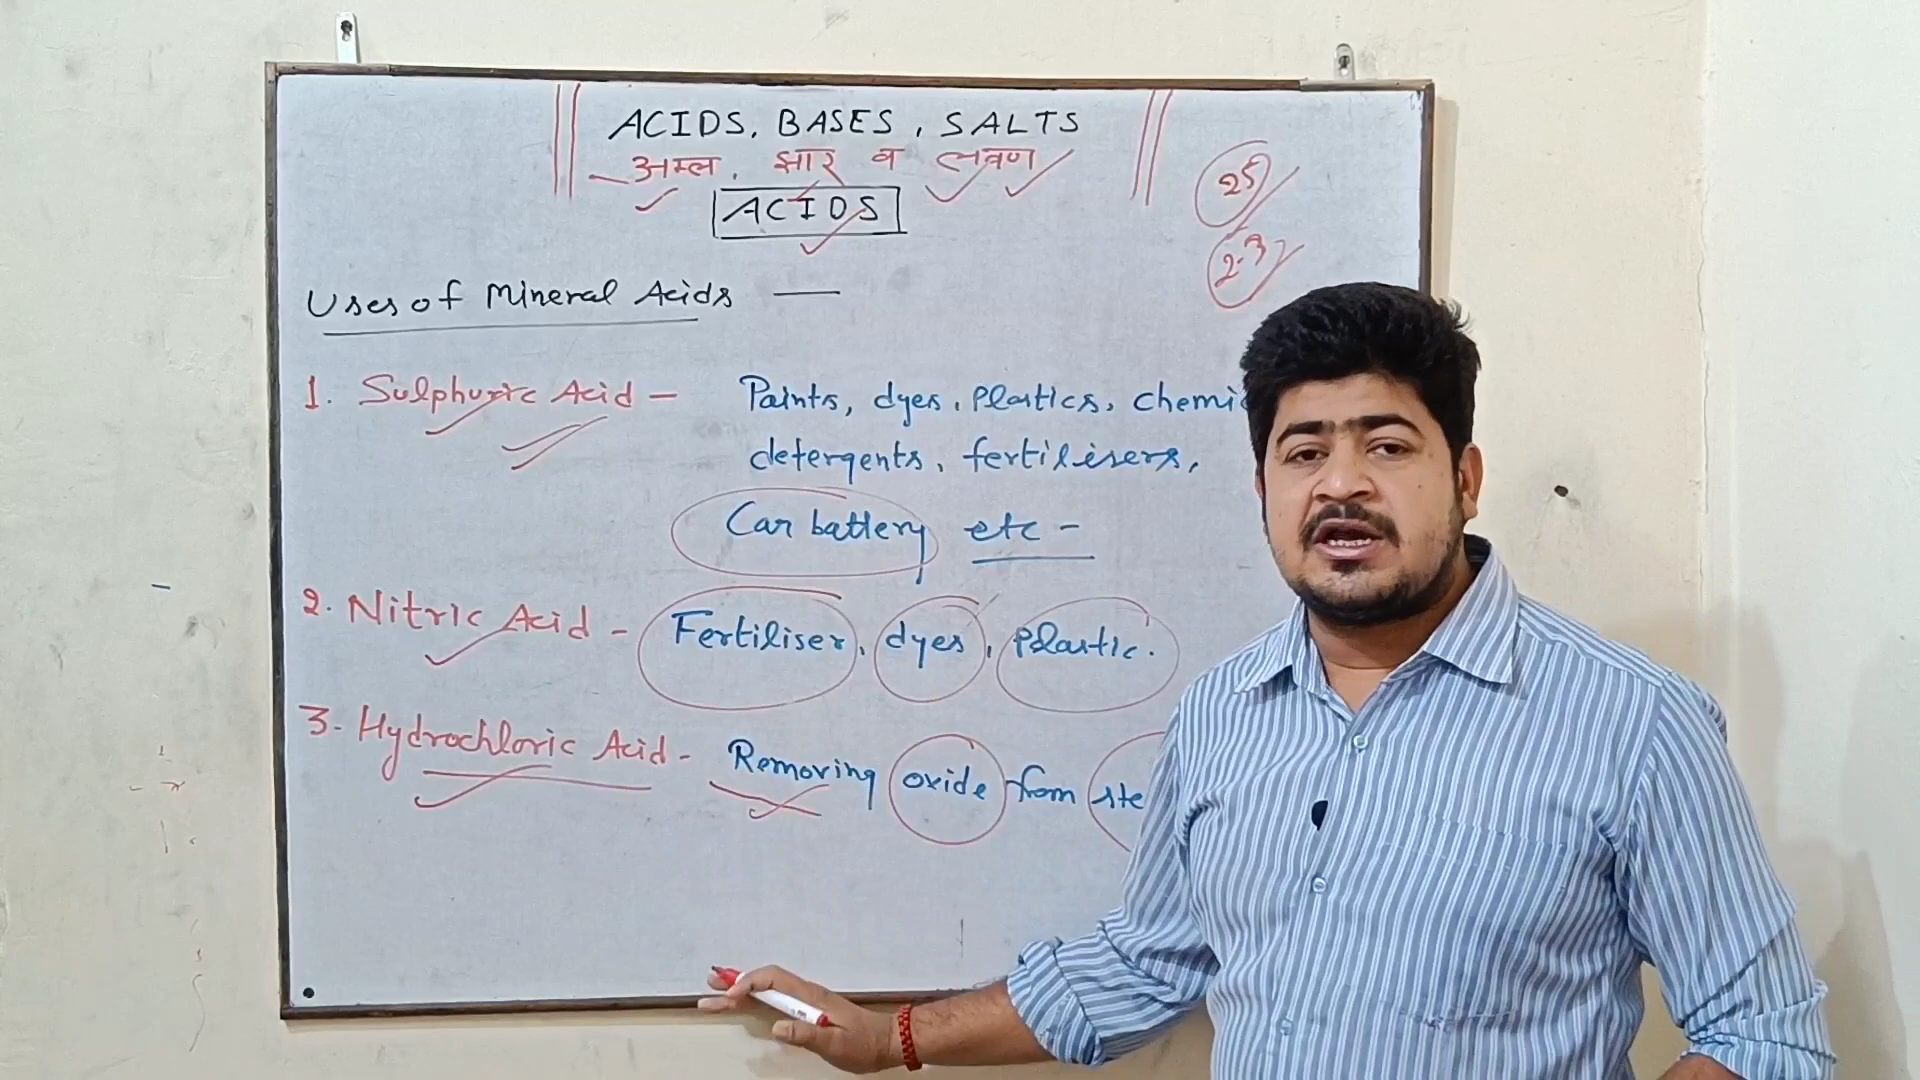 ACIDS, BASES, SALTS
अम्ल, क्षार व लवण
25
ACIDS
2-3
Uses of Mineral Acids —
1. Sulphuric Acid — Paints, dyes, Plastics, chemi
detergents, fertilisers,
Car battery etc -
2. Nitric Acid - Fertiliser, dyes, Plastic.
3. Hydrochloric Acid - Removing oxide from ste